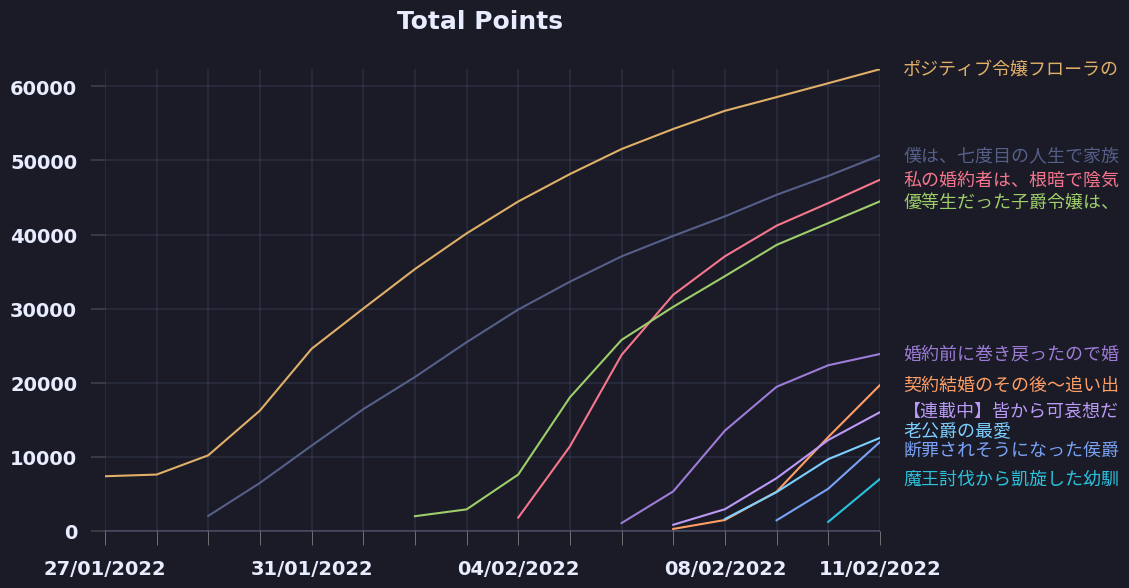 Total Points
60000
50000
40000
30000
20000
10000
0
27/01/2022
31/01/2022
04/02/2022
08/02/2022
11/02/2022
ポジティブ令嬢フローラの
僕は、七度目の人生で家族
私の婚約者は、根暗で陰気
優等生だった子爵令嬢は、
婚約前に巻き戻ったので婚
契約結婚のその後〜追い出
【連載中】皆から可哀想だ
老公爵の最愛
断罪されそうになった侯爵
魔王討伐から凱旋した幼馴